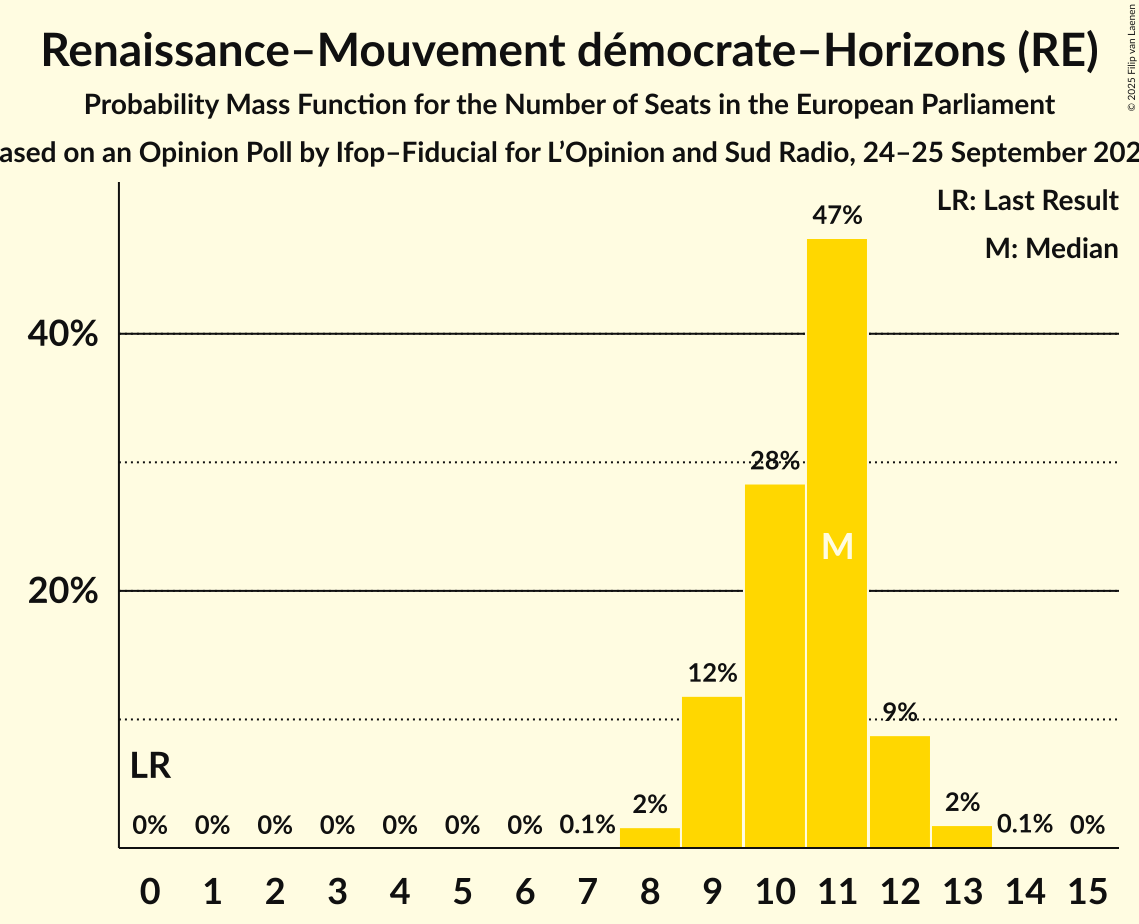 Renaissance–Mouvement démocrate–Horizons (RE)
Probability Mass Function for the Number of Seats in the European Parliament
ased on an Opinion Poll by Ifop–Fiducial for L’Opinion and Sud Radio, 24–25 September 202
© 2025 Filip van Laenen
LR: Last Result
M: Median
47%
40%
28%
M
20%
12%
9%
LR
0% 0% 0% 0% 0% 0% 0% 0.1% 2% 2% 0.1% 0%
0 1 2 3 4 5 6 7 8 9 10 11 12 13 14 15